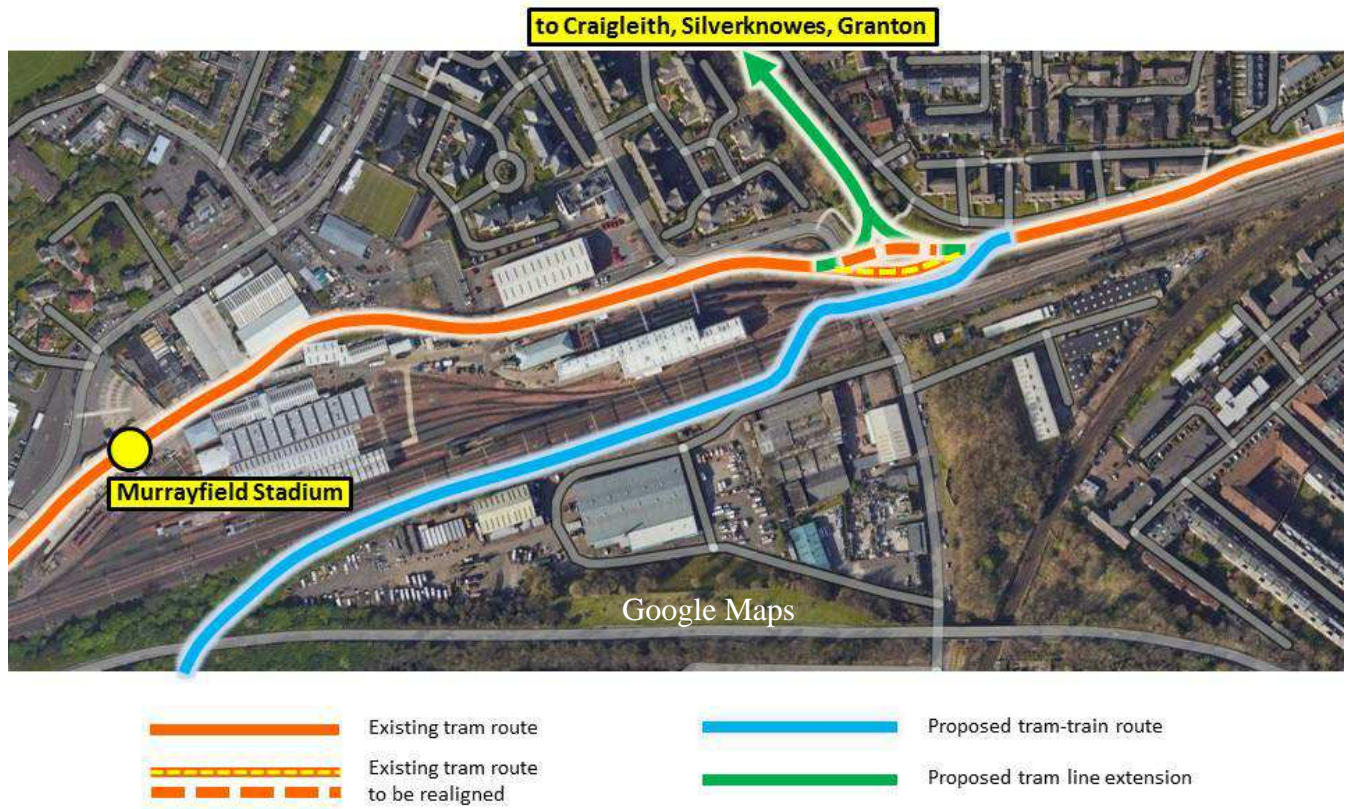 to Craigleith, Silverknowes, Granton
Murrayfield Stadium
Google Maps
Existing tram route
Proposed tram-train route
Existing tram route
to be realigned
Proposed tram line extension